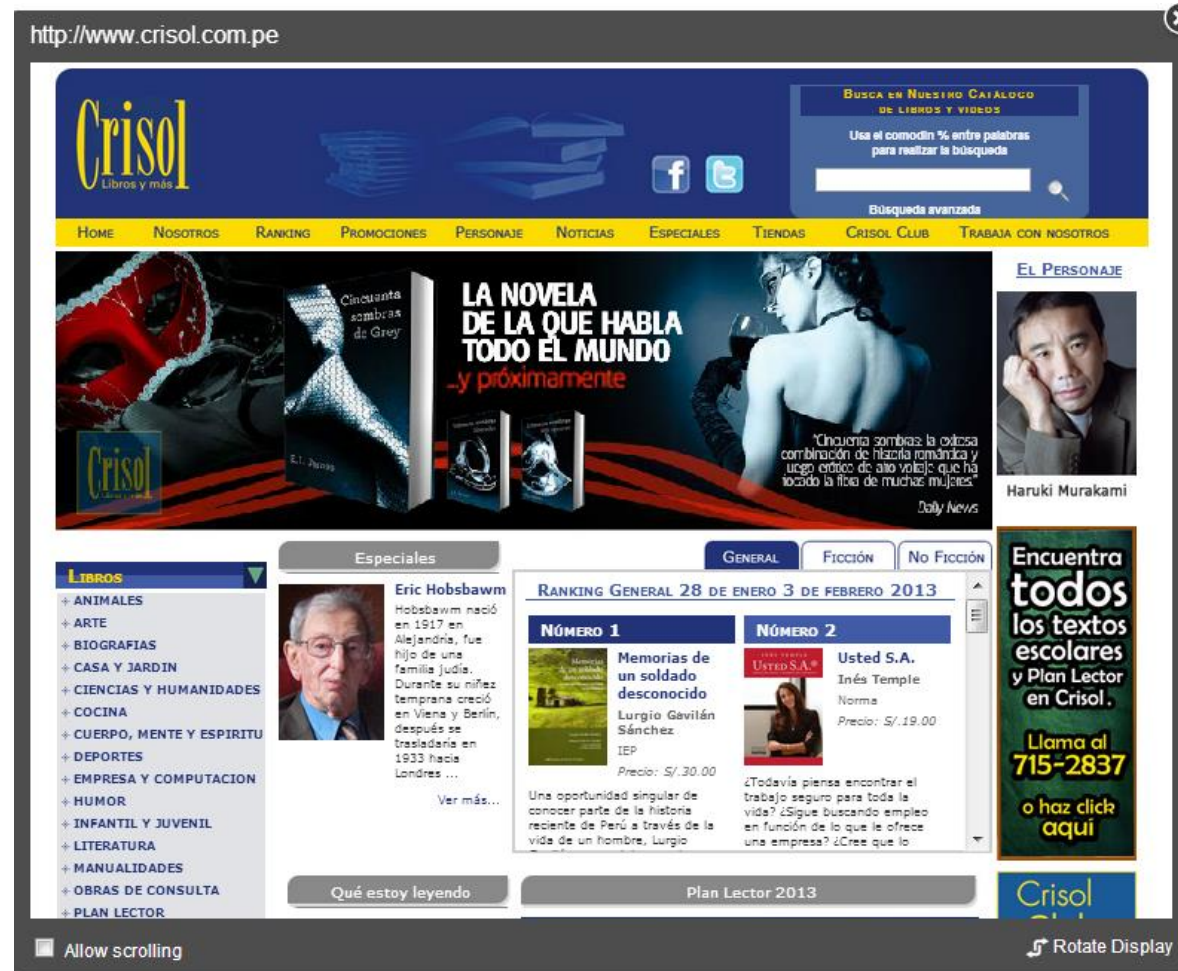 http://www.crisol.com.pe
Crisol
Libros y más
BUSCA EN NUESTRO CATÁLOGO
DE LIBROS Y VIDEOS
Usa el comodín % entre palabras
para realizar la búsqueda
Búsqueda avanzada
HOME NOSOTROS RANKING PROMOCIONES PERSONAJE NOTICIAS ESPECIALES TIENDAS CRISOL CLUB TRABAJA CON NOSOTROS
Cincuenta
sombras
de Grey
E.L. James
LA NOVELA
DE LA QUE HABLA
TODO EL MUNDO
...y próximamente
"Cincuenta sombras: la exitosa
combinación de historia romántica y
juego erótico de alto voltaje que ha
tocado la fibra de muchas mujeres."
Daily News
Crisol
EL PERSONAJE
Haruki Murakami
LIBROS
+ ANIMALES
+ ARTE
+ BIOGRAFIAS
+ CASA Y JARDIN
+ CIENCIAS Y HUMANIDADES
+ COCINA
+ CUERPO, MENTE Y ESPIRITU
+ DEPORTES
+ EMPRESA Y COMPUTACION
+ HUMOR
+ INFANTIL Y JUVENIL
+ LITERATURA
+ MANUALIDADES
+ OBRAS DE CONSULTA
+ PLAN LECTOR
Especiales
Eric Hobsbawm
Hobsbawm nació
en 1917 en
Alejandría, fue
hijo de una
familia judía.
Durante su niñez
temprana creció
en Viena y Berlín,
después se
trasladaría en
1933 hacia
Londres ...
Ver más...
GENERAL FICCIÓN NO FICCIÓN
RANKING GENERAL 28 DE ENERO 3 DE FEBRERO 2013
NÚMERO 1
Memorias de
un soldado
desconocido
Lurgio Gavilán
Sánchez
IEP
Precio: S/.30.00
Una oportunidad singular de
conocer parte de la historia
reciente de Perú a través de la
vida de un hombre, Lurgio
NÚMERO 2
USTED S.A.®
Usted S.A.
Inés Temple
Norma
Precio: S/.19.00
¿Todavía piensa encontrar el
trabajo seguro para toda la
vida? ¿Sigue buscando empleo
en función de lo que le ofrece
una empresa? ¿Cree que lo
Encuentra
todos
los textos
escolares
y Plan Lector
en Crisol.
Llama al
715-2837
o haz click
aquí
Qué estoy leyendo
Plan Lector 2013
Crisol
Allow scrolling
Rotate Display